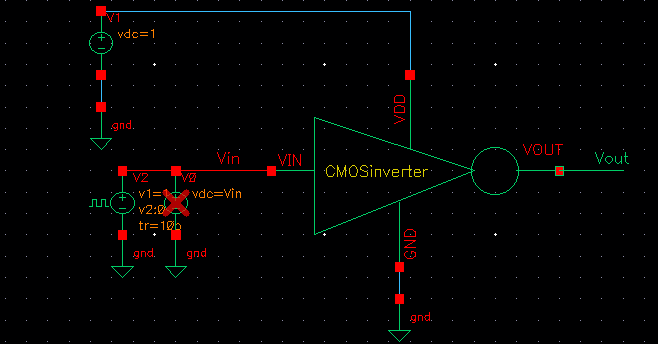 V1
vdc=1
gnd
VDD
Vin
VIN
CMOSinverter
VOUT
Vout
V2
V0
v1=1
vdc=Vin
v2:0
tr=10p
gnd
gnd
GND
gnd